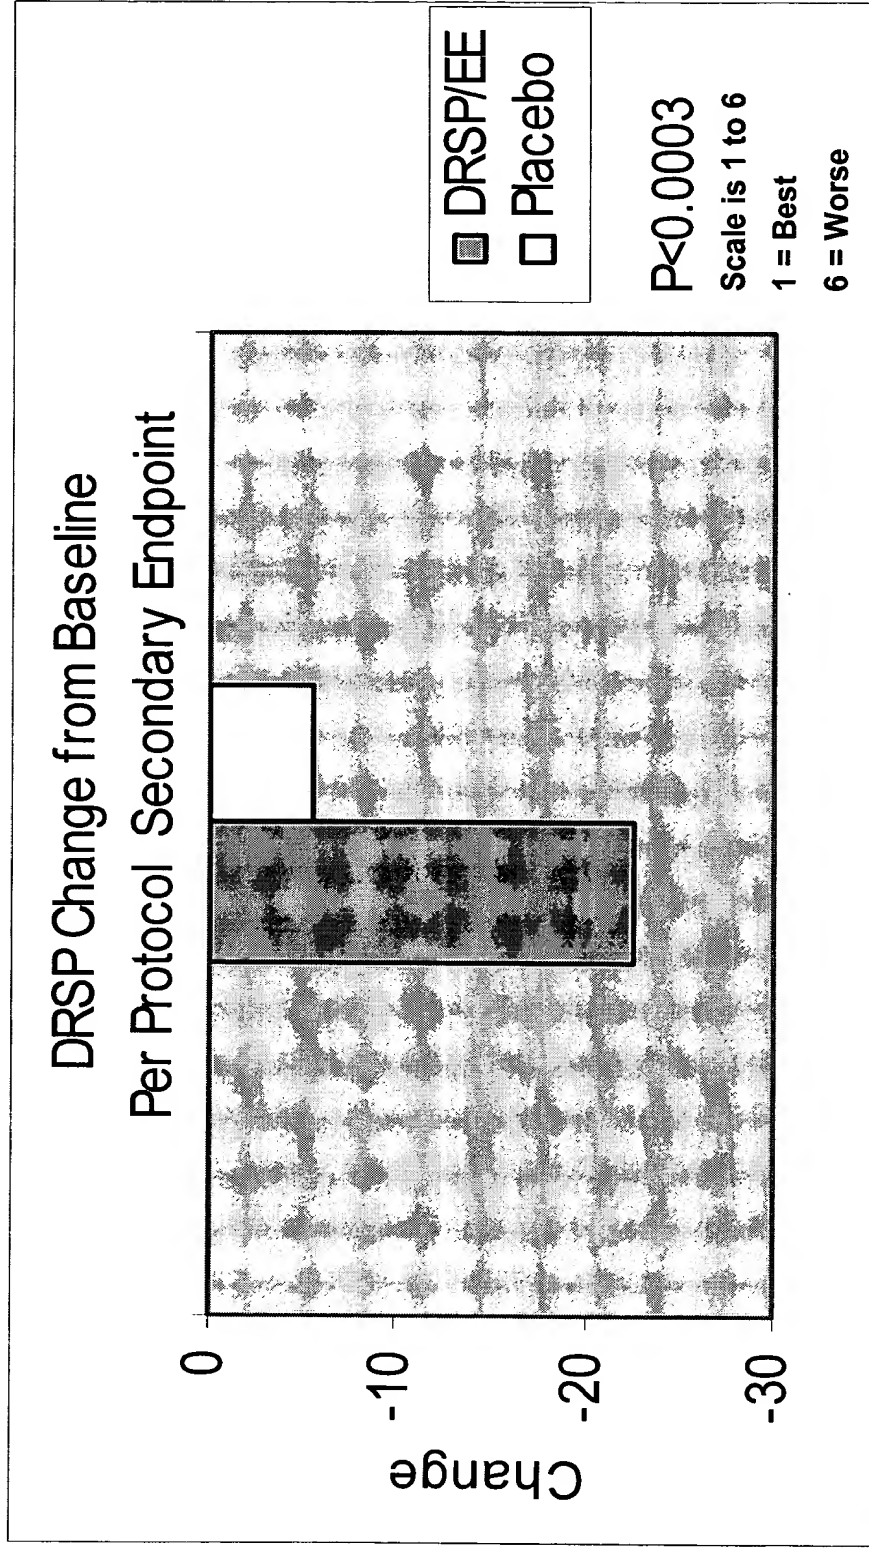 DRSP Change from Baseline
Per Protocol Secondary Endpoint
Change
0
-10
-20
-30
DRSP/EE
Placebo
P<0.0003
Scale is 1 to 6
1 = Best
6 = Worse